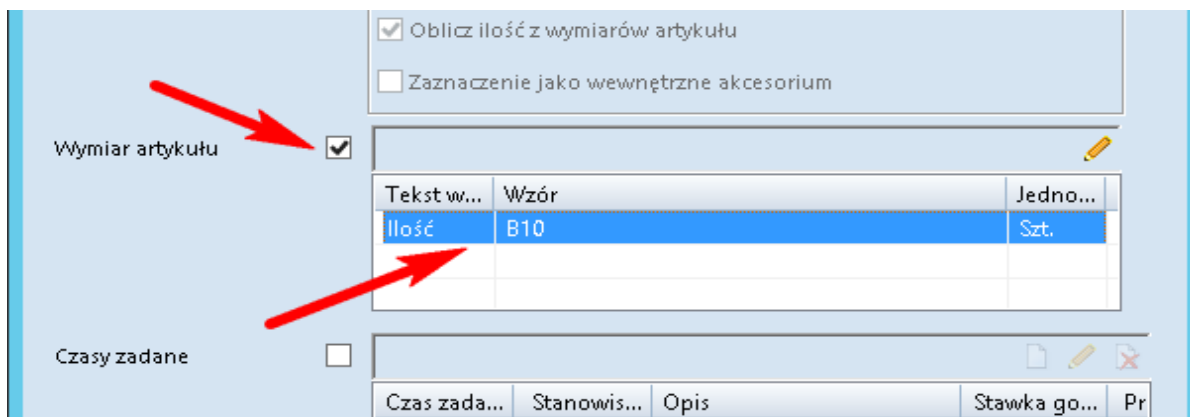 Oblicz ilość z wymiarów artykułu
Zaznaczenie jako wewnętrzne akcesorium
Wymiar artykułu
Tekst w... Wzór Jedno...
Ilość B10 Szt.
Czasy zadane
Czas zada... Stanowis... Opis Stawka go... Pr